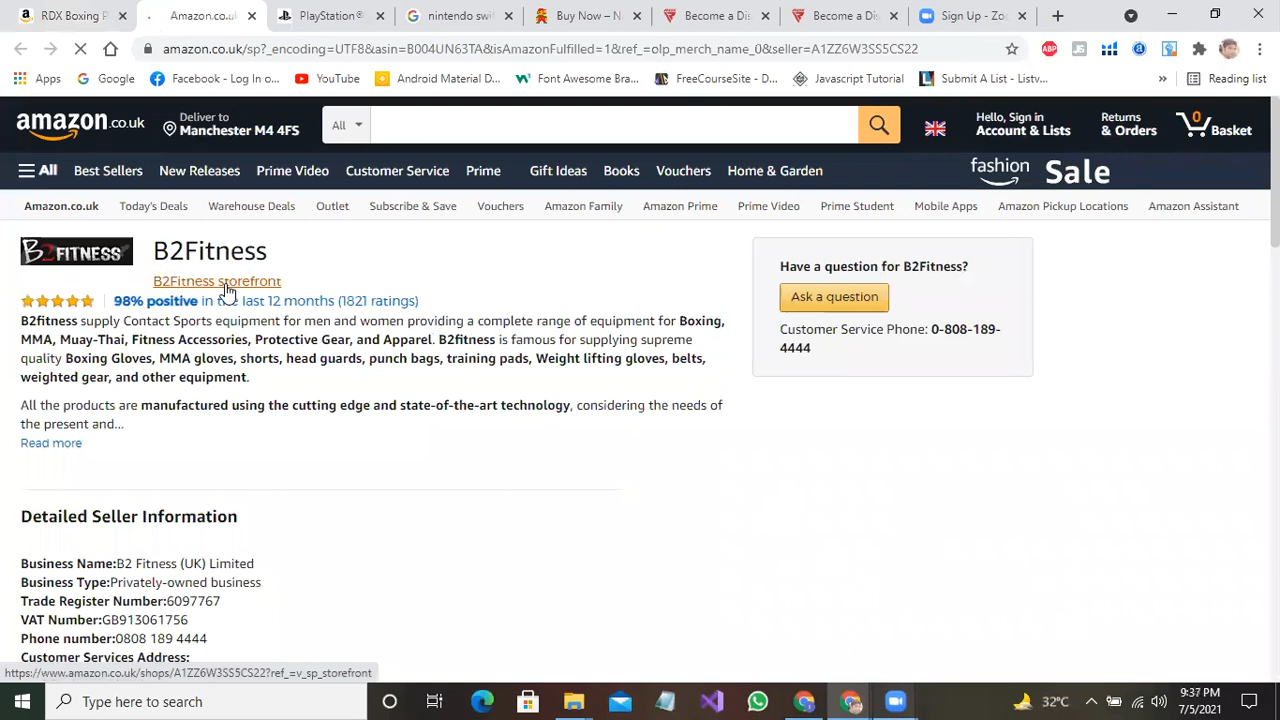 RDX Boxing P
Amazon.co.u
PlayStation®
nintendo swi
Buy Now – N
Become a Dis
Become a Dis
Sign Up - Zo
amazon.co.uk/sp?_encoding=UTF8&asin=B004UN63TA&isAmazonFulfilled=1&ref_=olp_merch_name_0&seller=A1ZZ6W3SS5CS22
ABP
Apps
Google
Facebook - Log In o...
YouTube
Android Material D...
Font Awesome Bra...
FreeCourseSite - D...
Javascript Tutorial
Submit A List - Listv...
»
Reading list
amazon.co.uk
Deliver to
Manchester M4 4FS
All
Hello, Sign in
Account & Lists
Returns
& Orders
0
Basket
All
Best Sellers
New Releases
Prime Video
Customer Service
Prime
Gift Ideas
Books
Vouchers
Home & Garden
fashion
Sale
Amazon.co.uk
Today's Deals
Warehouse Deals
Outlet
Subscribe & Save
Vouchers
Amazon Family
Amazon Prime
Prime Video
Prime Student
Mobile Apps
Amazon Pickup Locations
Amazon Assistant
B2FITNESS
B2Fitness
B2Fitness storefront
98% positive in the last 12 months (1821 ratings)
B2fitness supply Contact Sports equipment for men and women providing a complete range of equipment for Boxing,
MMA, Muay-Thai, Fitness Accessories, Protective Gear, and Apparel. B2fitness is famous for supplying supreme
quality Boxing Gloves, MMA gloves, shorts, head guards, punch bags, training pads, Weight lifting gloves, belts,
weighted gear, and other equipment.
All the products are manufactured using the cutting edge and state-of-the-art technology, considering the needs of
the present and...
Read more
Have a question for B2Fitness?
Ask a question
Customer Service Phone: 0-808-189-
4444
Detailed Seller Information
Business Name:B2 Fitness (UK) Limited
Business Type:Privately-owned business
Trade Register Number:6097767
VAT Number:GB913061756
Phone number:0808 189 4444
Customer Services Address:
https://www.amazon.co.uk/shops/A1ZZ6W3SS5CS22?ref_=v_sp_storefront
Type here to search
32°C
9:37 PM
7/5/2021